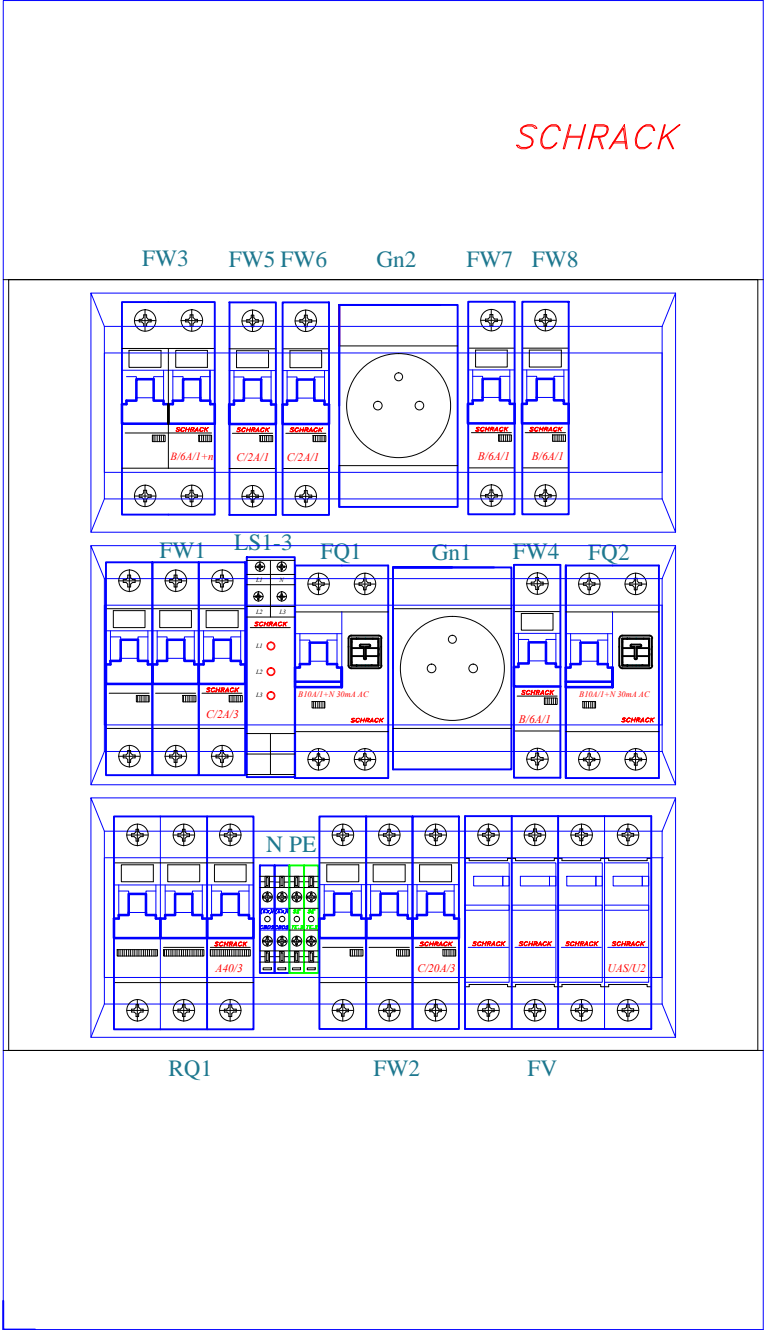 SCHRACK
FW3 FW5 FW6 Gn2 FW7 FW8
SCHRACK SCHRACK SCHRACK SCHRACK SCHRACK
B/6A/1+n C/2A/1 C/2A/1 B/6A/1 B/6A/1
FW1 LS1-3 FQ1 Gn1 FW4 FQ2
L1 N
L2 L3
SCHRACK
L1
L2
L3
SCHRACK
C/2A/3
B10A/1+N 30mA AC
SCHRACK
SCHRACK
B/6A/1
B10A/1+N 30mA AC
SCHRACK
N PE
SCHRACK SCHRACK SCHRACK SCHRACK SCHRACK SCHRACK
A40/3 C/20A/3 UAS/U2
RQ1 FW2 FV